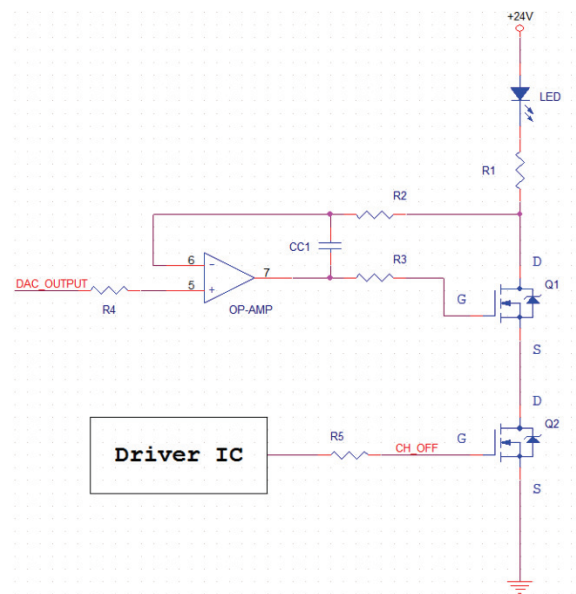 +24V
LED
R1
R2
CC1
R3
6
7
DAC_OUTPUT
5
R4
OP-AMP
D
Q1
G
S
D
Driver IC
R5
CH_OFF
G
Q2
S